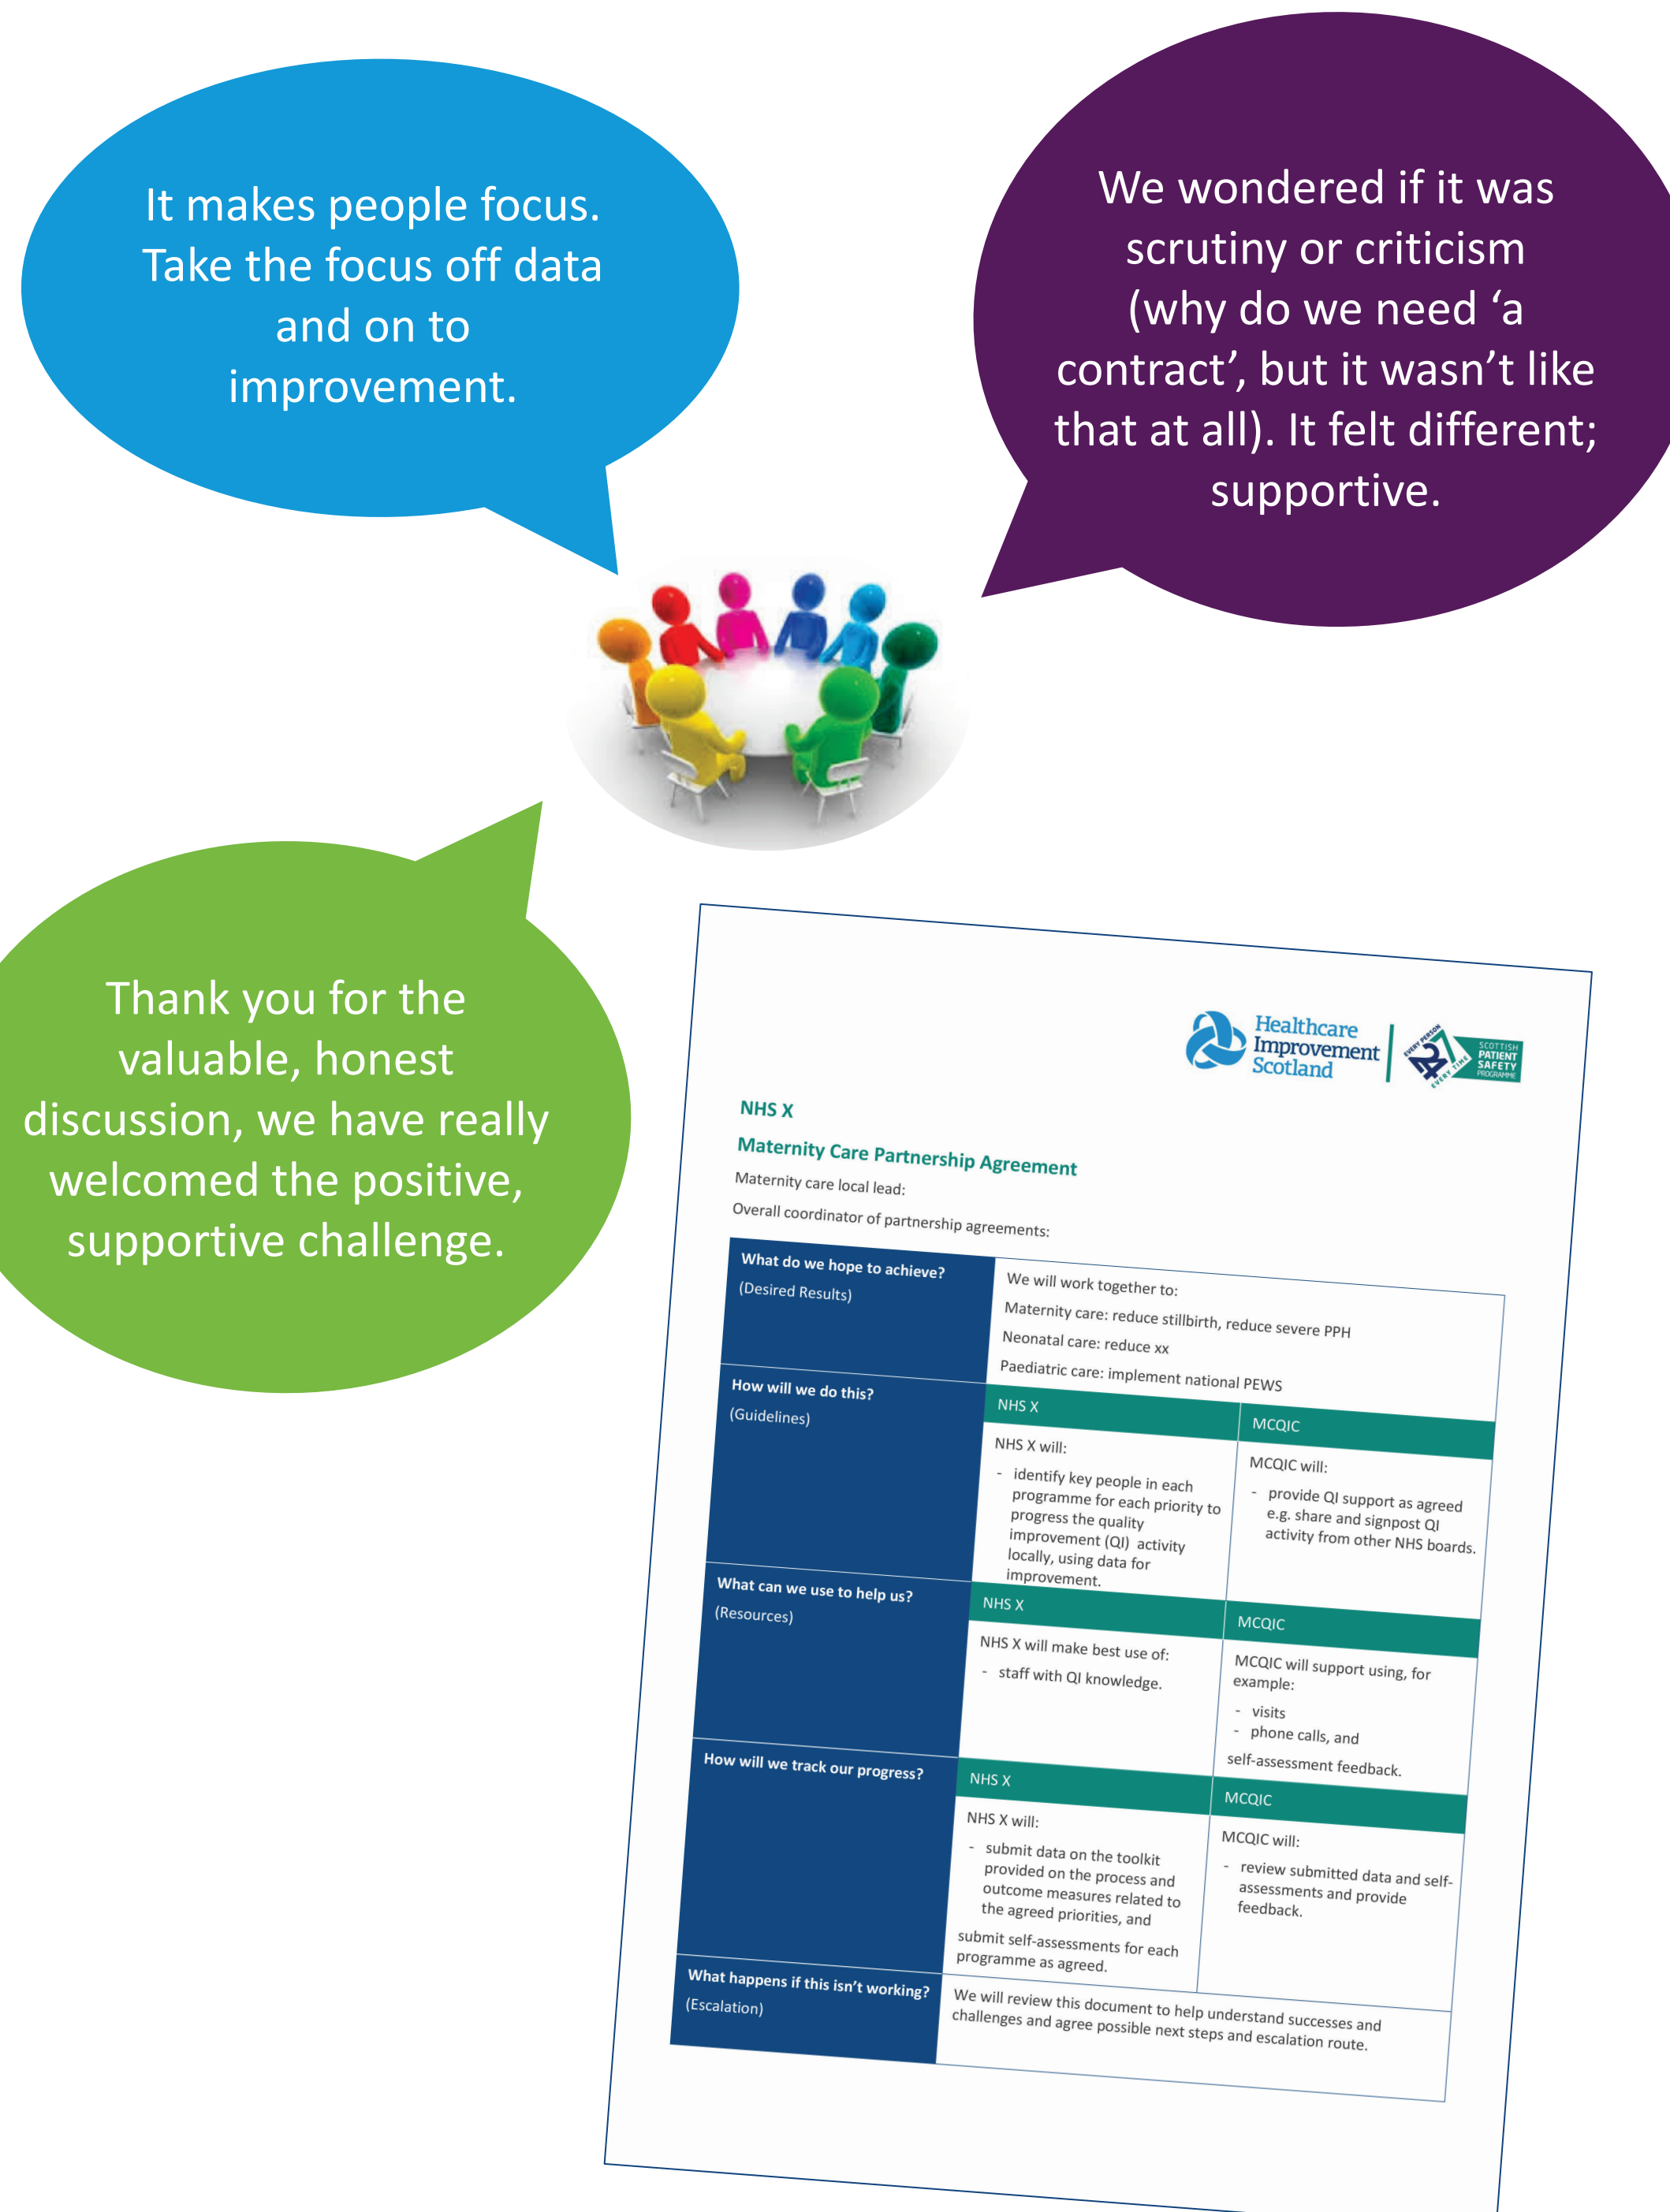 It makes people focus.
Take the focus off data
and on to
improvement.
We wondered if it was
scrutiny or criticism
(why do we need ‘a
contract’, but it wasn’t like
that at all). It felt different;
supportive.
Thank you for the
valuable, honest
discussion, we have really
welcomed the positive,
supportive challenge.
Healthcare
Improvement
Scotland
EVERY PERSON
24
7
EVERY TIME
SCOTTISH
PATIENT
SAFETY
PROGRAMME
NHS X
Maternity Care Partnership Agreement
Maternity care local lead:
Overall coordinator of partnership agreements:
What do we hope to achieve?
(Desired Results)
We will work together to:
Maternity care: reduce stillbirth, reduce severe PPH
Neonatal care: reduce xx
Paediatric care: implement national PEWS
How will we do this?
(Guidelines)
NHS X
NHS X will:
- identify key people in each
programme for each priority to
progress the quality
improvement (QI) activity
locally, using data for
improvement.
MCQIC
MCQIC will:
- provide QI support as agreed
e.g. share and signpost QI
activity from other NHS boards.
What can we use to help us?
(Resources)
NHS X
NHS X will make best use of:
- staff with QI knowledge.
MCQIC
MCQIC will support using, for
example:
- visits
- phone calls, and
self-assessment feedback.
How will we track our progress?
NHS X
NHS X will:
- submit data on the toolkit
provided on the process and
outcome measures related to
the agreed priorities, and
submit self-assessments for each
programme as agreed.
MCQIC
MCQIC will:
- review submitted data and self-
assessments and provide
feedback.
What happens if this isn’t working?
(Escalation)
We will review this document to help understand successes and
challenges and agree possible next steps and escalation route.